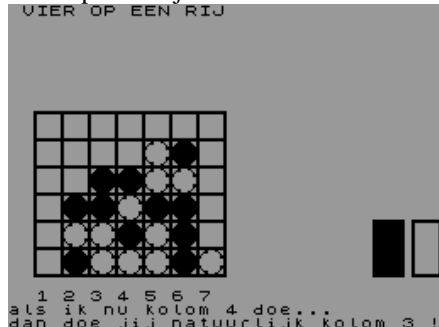 VIER OP EEN RIJ
1 2 3 4 5 6 7
als ik nu kolom 4 doe...
dan doe jij natuurlijk kolom 3 !